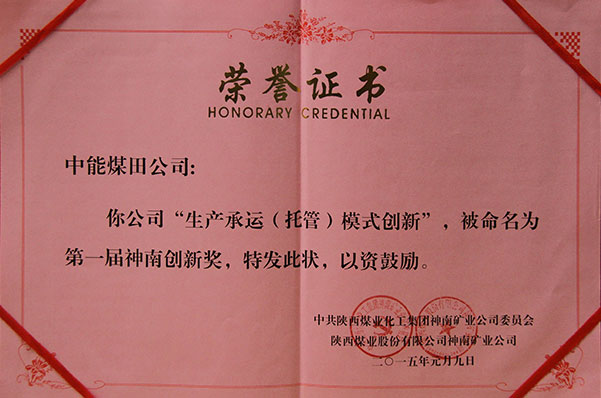 荣誉证书
HONORARY CREDENTIAL
中能煤田公司:
你公司“生产承运(托管)模式创新”,被命名为
第一届神南创新奖,特发此状,以资鼓励。
中共陕西煤业化工集团神南矿业公司委员会
陕西煤业股份有限公司神南矿业公司
二〇一五年元月九日